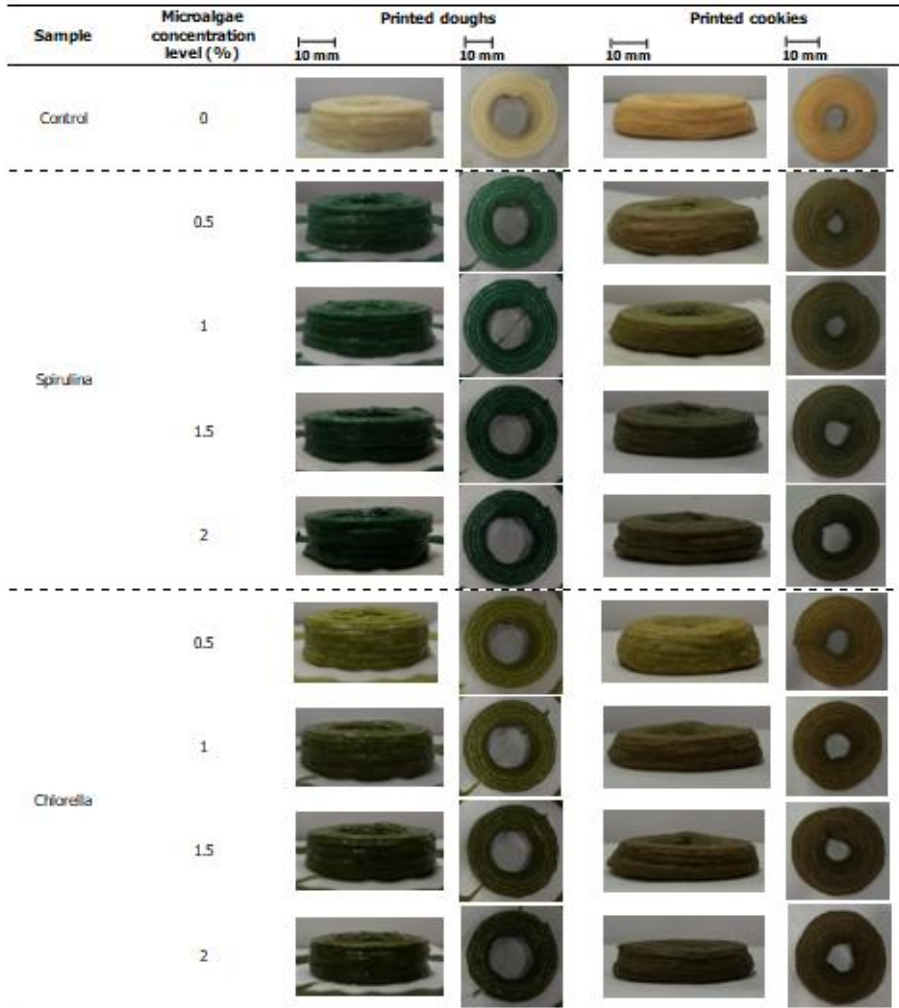 Sample Microalgae concentration level (%) Printed doughs Printed cookies
10 mm 10 mm 10 mm 10 mm
Control 0
Spirulina
0.5
1
1.5
2
Chlorella
0.5
1
1.5
2